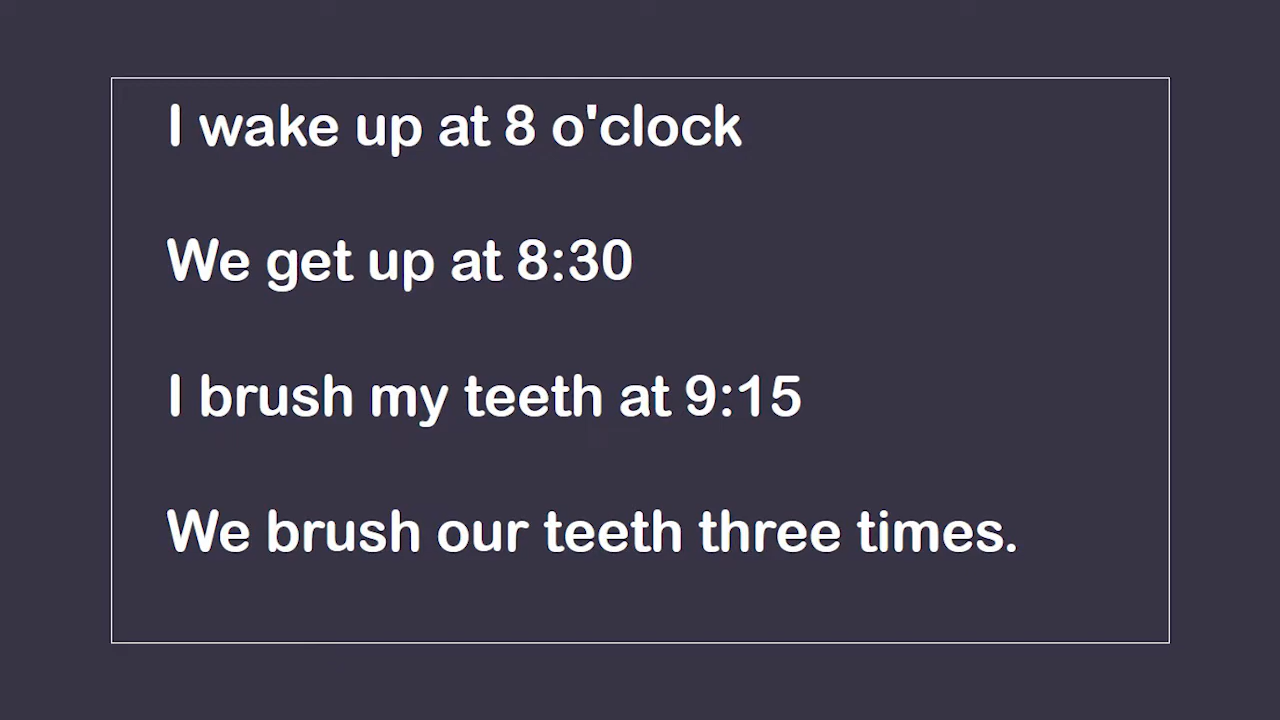 I wake up at 8 o'clock
We get up at 8:30
I brush my teeth at 9:15
We brush our teeth three times.